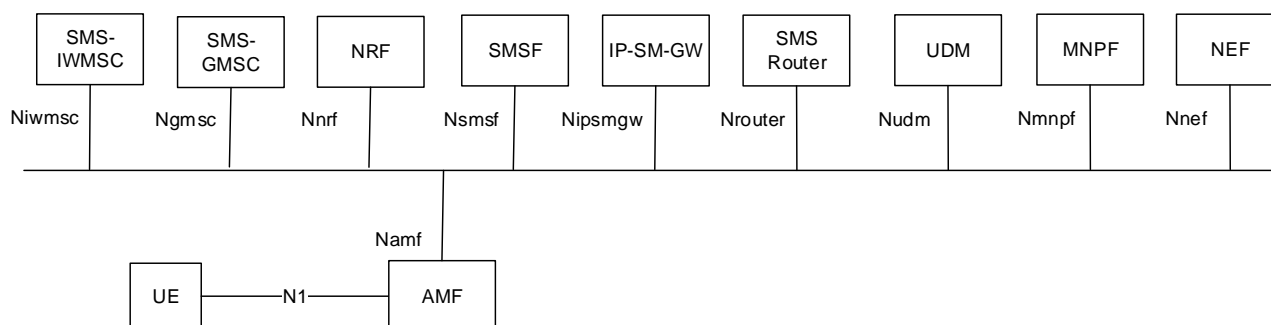 SMS-
IWMSC
SMS-
GMSC
NRF
SMSF
IP-SM-GW
SMS
Router
UDM
MNPF
NEF
Niwmsc
Ngmsc
Nnrf
Nsmsf
Nipsmgw
Nrouter
Nudm
Nmnpf
Nnef
Namf
UE
N1
AMF